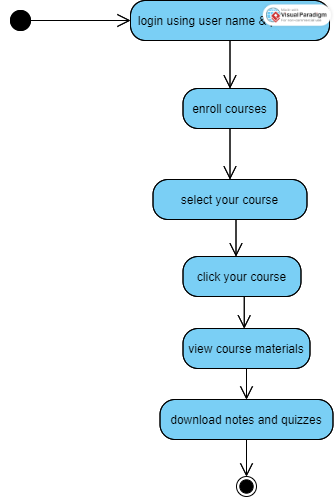 login using user name &
Visual Paradigm
enroll courses
select your course
click your course
view course materials
download notes and quizzes